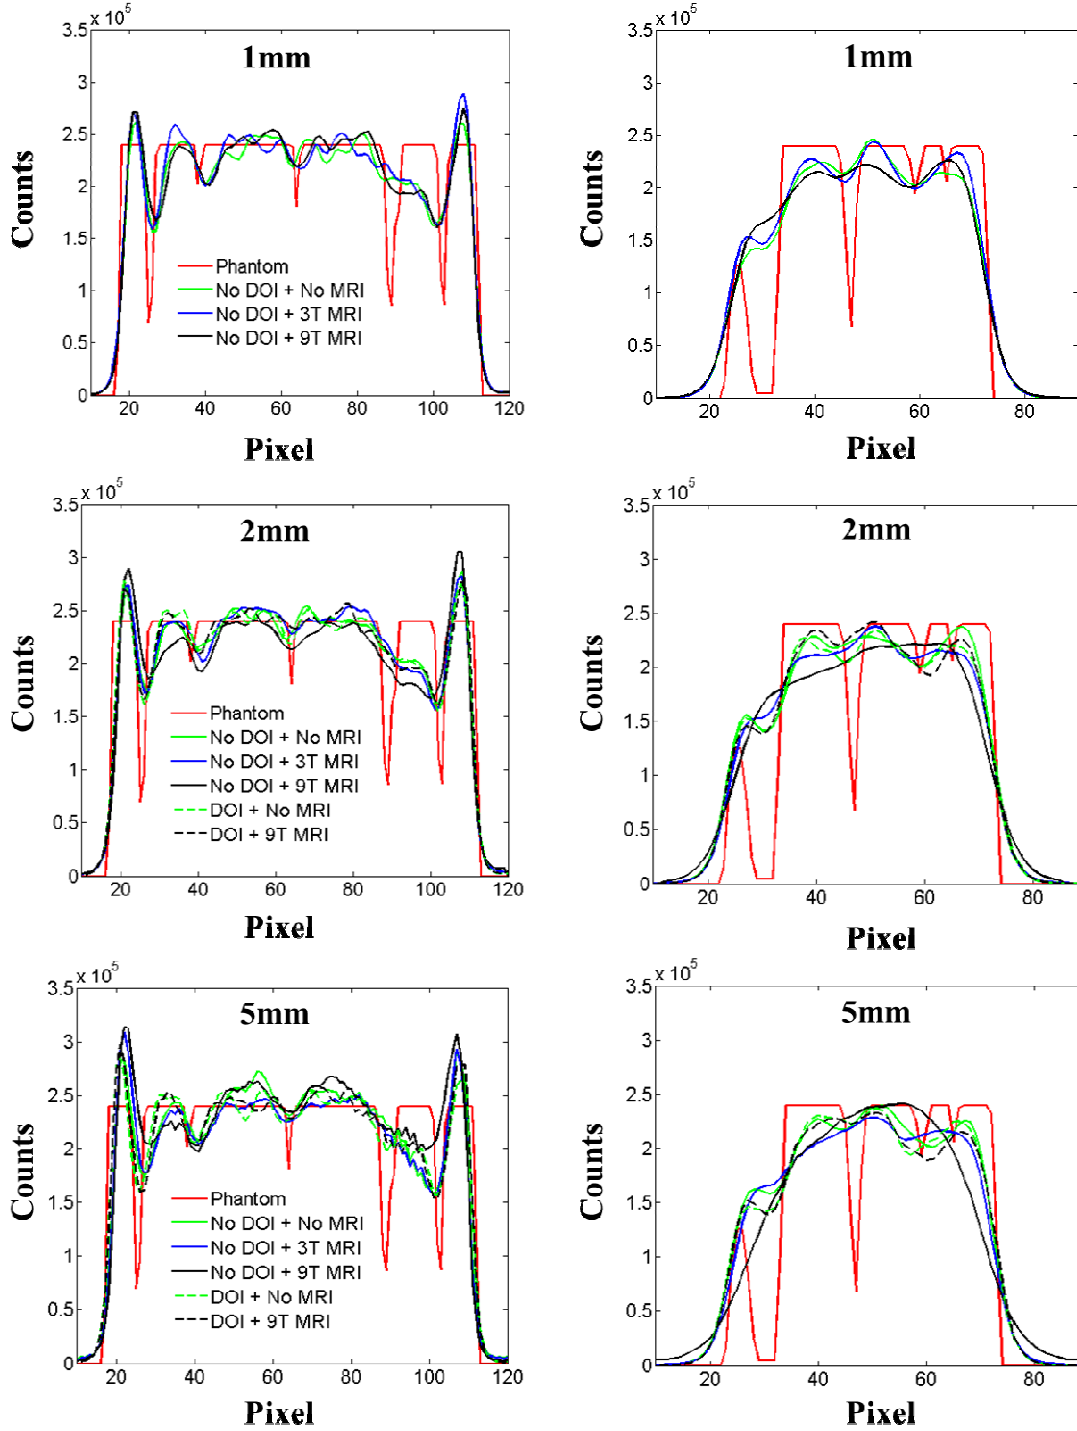 3.5 x 10^5
1mm
3
2.5
2
1.5
1
0.5
0
Counts
Phantom
No DOI + No MRI
No DOI + 3T MRI
No DOI + 9T MRI
20 40 60 80 100 120
Pixel
3.5 x 10^5
1mm
3
2.5
2
1.5
1
0.5
0
Counts
20 40 60 80
Pixel
3.5 x 10^5
2mm
3
2.5
2
1.5
1
0.5
0
Counts
Phantom
No DOI + No MRI
No DOI + 3T MRI
No DOI + 9T MRI
DOI + No MRI
DOI + 9T MRI
20 40 60 80 100 120
Pixel
3.5 x 10^5
2mm
3
2.5
2
1.5
1
0.5
0
Counts
20 40 60 80
Pixel
3.5 x 10^5
5mm
3
2.5
2
1.5
1
0.5
0
Counts
Phantom
No DOI + No MRI
No DOI + 3T MRI
No DOI + 9T MRI
DOI + No MRI
DOI + 9T MRI
20 40 60 80 100 120
Pixel
3.5 x 10^5
5mm
3
2.5
2
1.5
1
0.5
0
Counts
20 40 60 80
Pixel